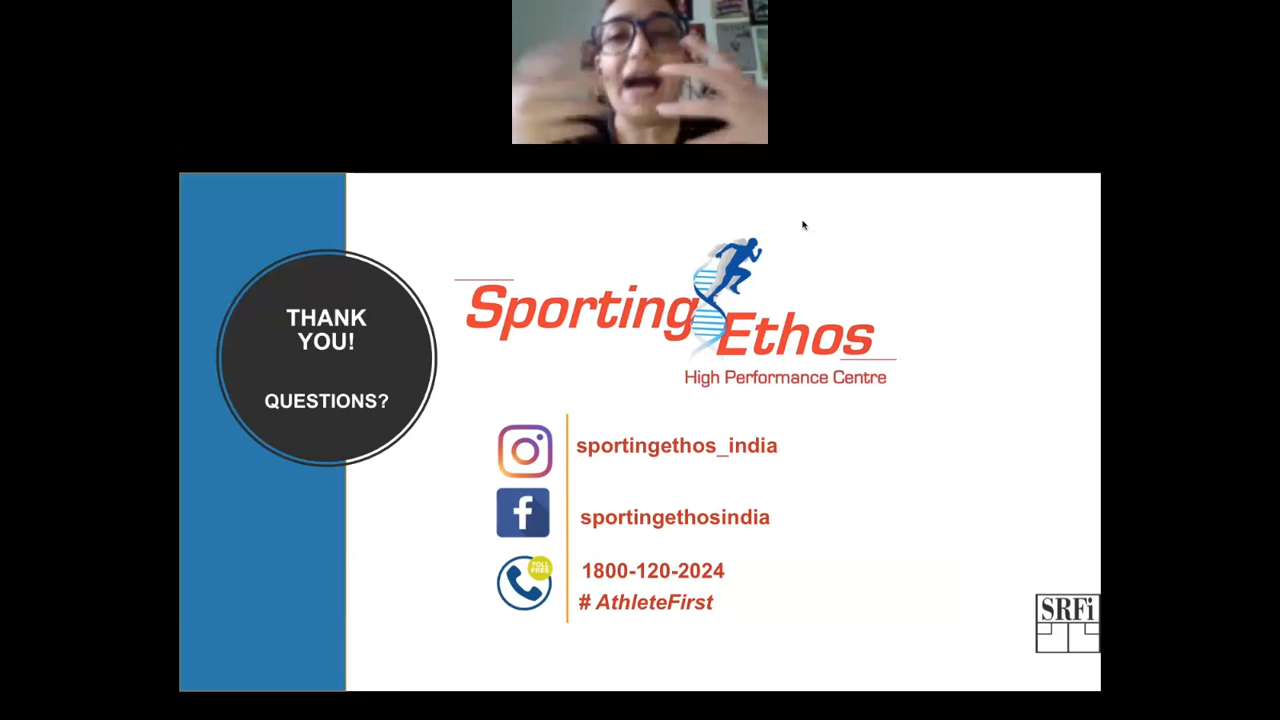 THANK
YOU!
QUESTIONS?
Sporting
Ethos
High Performance Centre
sportingethos_india
sportingethosindia
TOLL
FREE
1800-120-2024
# AthleteFirst
SRFi